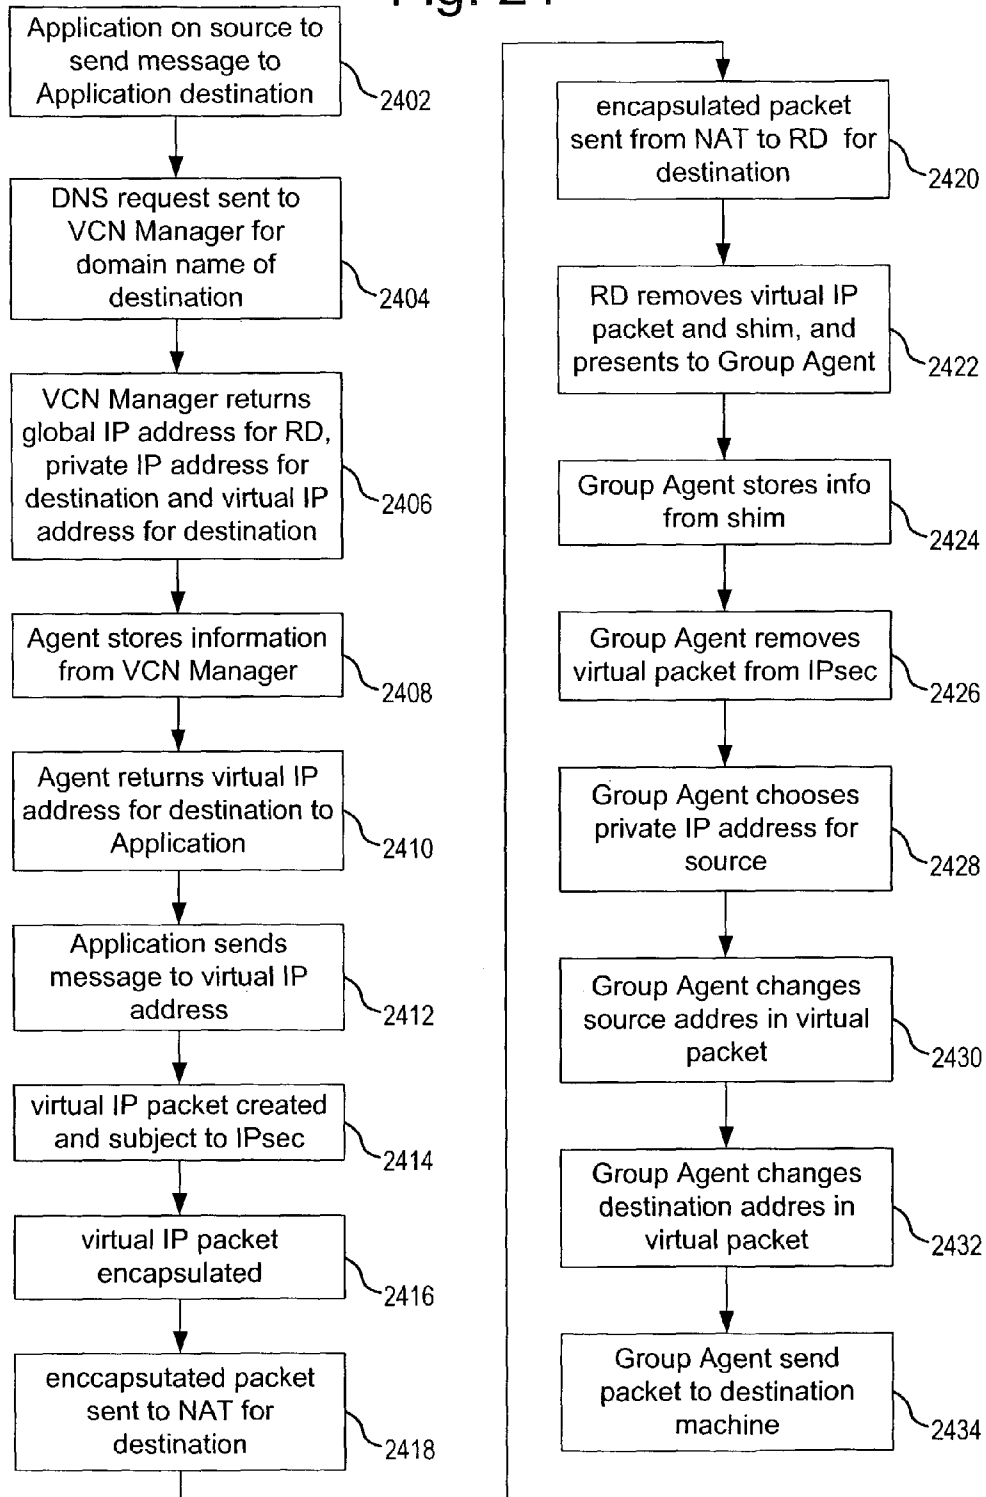 Fig. 24
Application on source to
send message to
Application destination
2402
DNS request sent to
VCN Manager for
domain name of
destination
2404
VCN Manager returns
global IP address for RD,
private IP address for
destination and virtual IP
address for destination
2406
Agent stores information
from VCN Manager
2408
Agent returns virtual IP
address for destination to
Application
2410
Application sends
message to virtual IP
address
2412
virtual IP packet created
and subject to IPsec
2414
virtual IP packet
encapsulated
2416
enccapsutated packet
sent to NAT for
destination
2418
encapsulated packet
sent from NAT to RD for
destination
2420
RD removes virtual IP
packet and shim, and
presents to Group Agent
2422
Group Agent stores info
from shim
2424
Group Agent removes
virtual packet from IPsec
2426
Group Agent chooses
private IP address for
source
2428
Group Agent changes
source addres in virtual
packet
2430
Group Agent changes
destination addres in
virtual packet
2432
Group Agent send
packet to destination
machine
2434